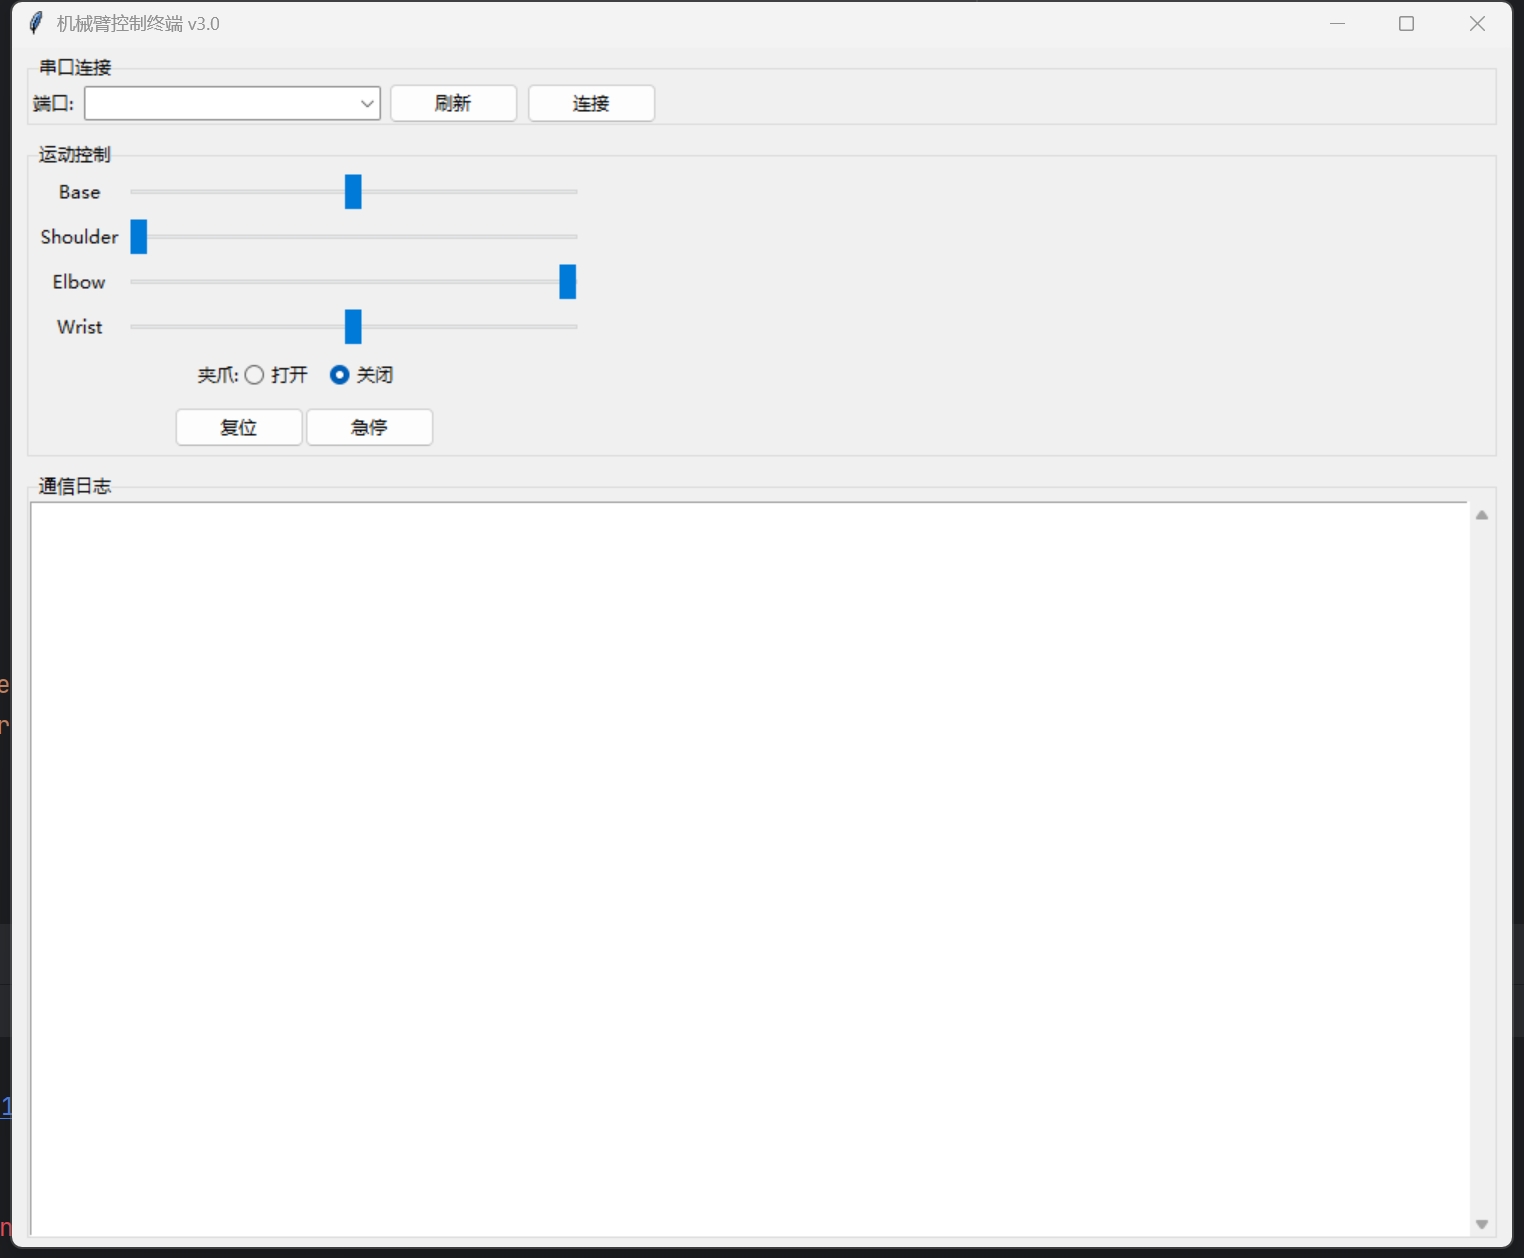 机械臂控制终端 v3.0
串口连接
端口: 刷新 连接
运动控制
Base
Shoulder
Elbow
Wrist
夹爪: 打开 关闭
复位 急停
通信日志
e
r
1
n